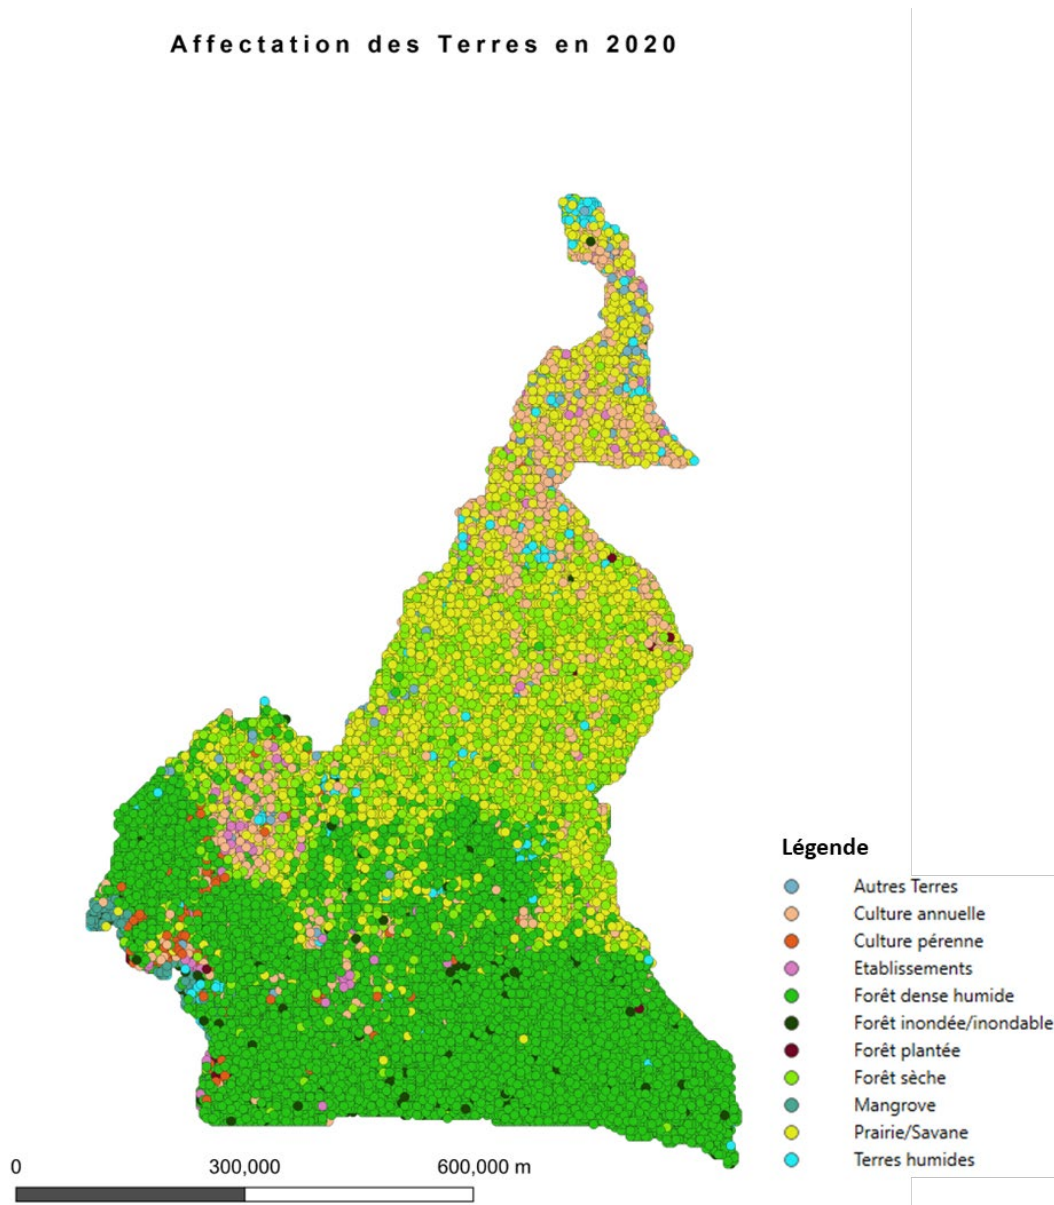 Affectation des Terres en 2020
Légende
Autres Terres
Culture annuelle
Culture pérenne
Etablissements
Forêt dense humide
Forêt inondée/inondable
Forêt plantée
Forêt sèche
Mangrove
Prairie/Savane
Terres humides
0 300,000 600,000 m